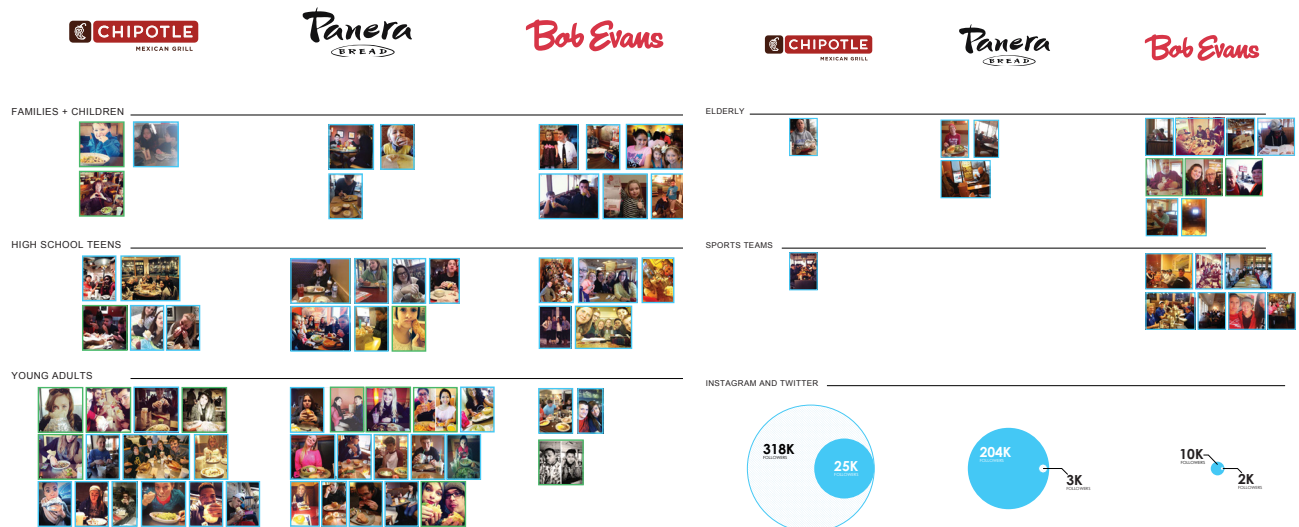 CHIPOTLE
MEXICAN GRILL
Panera
BREAD
Bob Evans
FAMILIES + CHILDREN
HIGH SCHOOL TEENS
YOUNG ADULTS
CHIPOTLE
MEXICAN GRILL
Panera
BREAD
Bob Evans
ELDERLY
SPORTS TEAMS
INSTAGRAM AND TWITTER
318K
FOLLOWERS
25K
FOLLOWERS
204K
FOLLOWERS
3K
FOLLOWERS
10K
FOLLOWERS
2K
FOLLOWERS